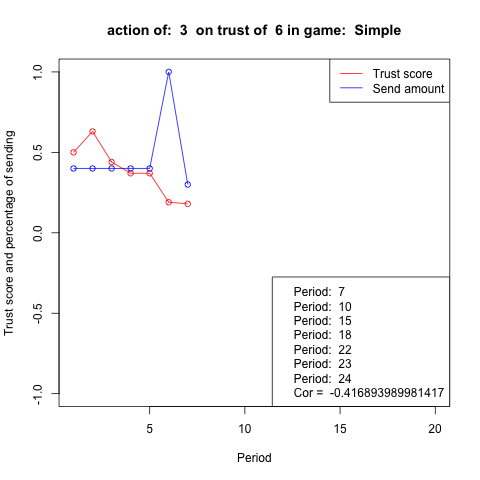 action of:  3  on trust of  6 in game:  Simple
Trust score
Send amount
1.0
0.5
0.0
-0.5
-1.0
Trust score and percentage of sending
Period:  7
Period:  10
Period:  15
Period:  18
Period:  22
Period:  23
Period:  24
Cor =  -0.416893989981417
5 10 15 20
Period